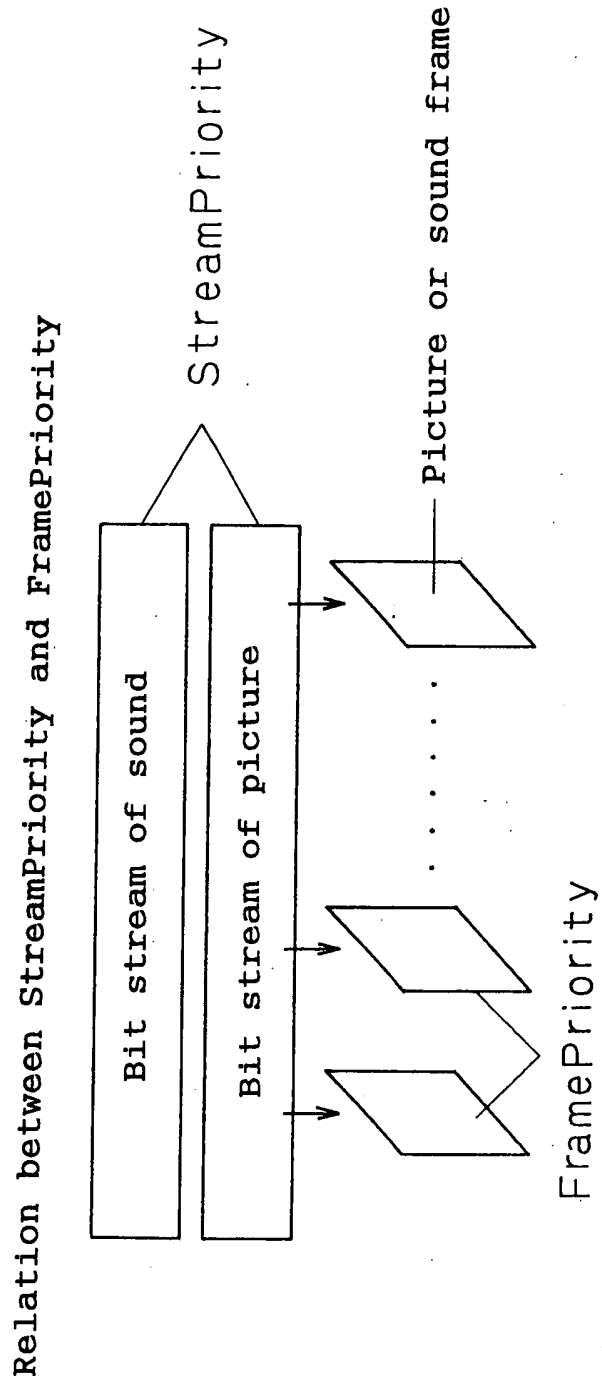 Relation between StreamPriority and FramePriority
Bit stream of sound
StreamPriority
Bit stream of picture
Picture or sound frame
FramePriority